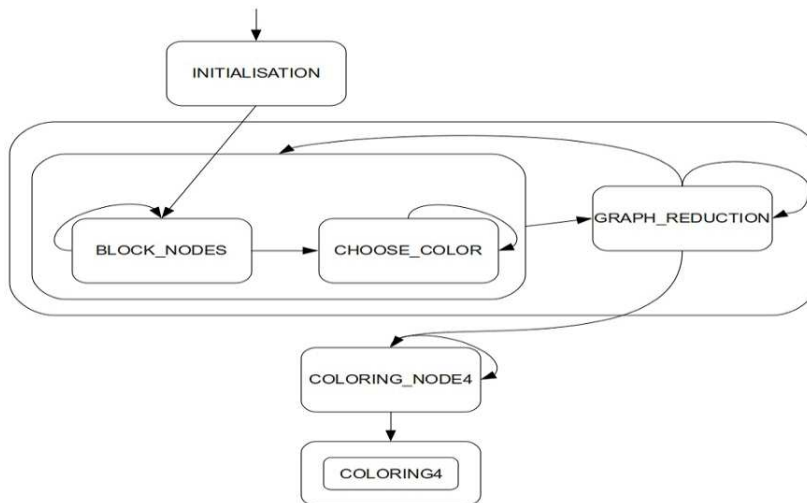 INITIALISATION
BLOCK_NODES
CHOOSE_COLOR
GRAPH_REDUCTION
COLORING_NODE4
COLORING4